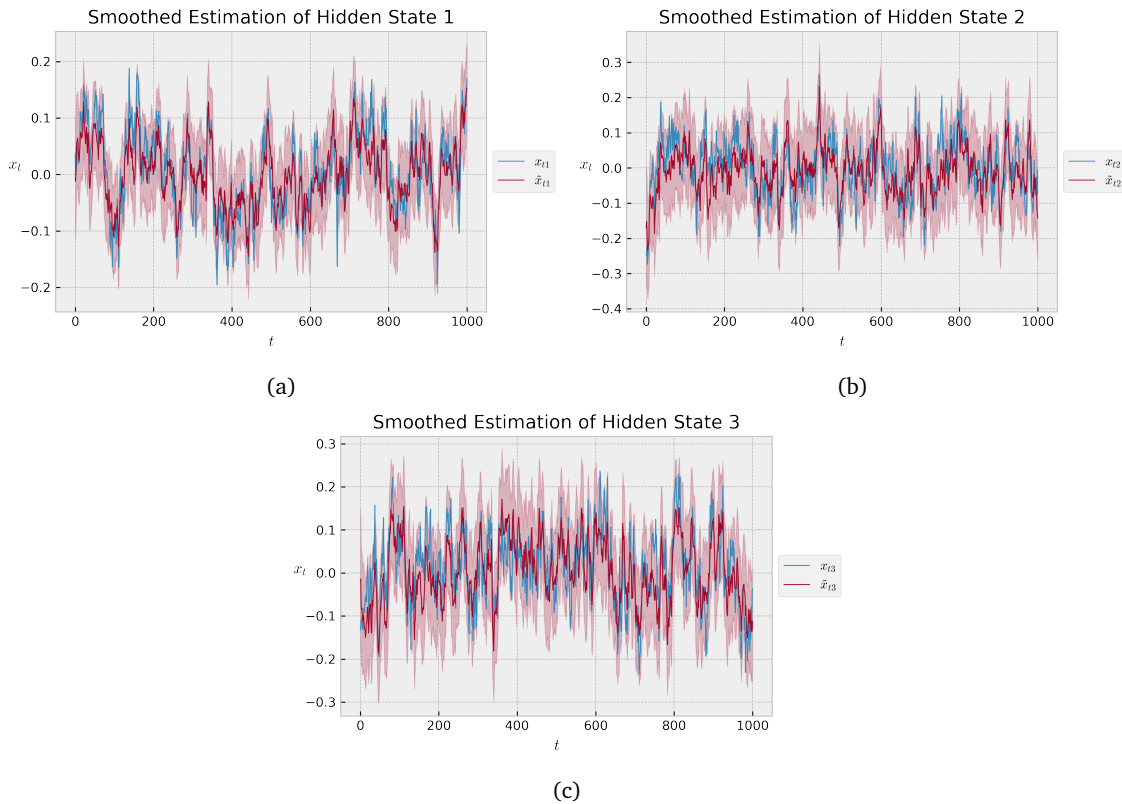 Smoothed Estimation of Hidden State 1
0.2
0.1
0.0
−0.1
−0.2
x_t
0 200 400 600 800 1000
t
x_{t1}
x̃_{t1}
(a)
Smoothed Estimation of Hidden State 2
0.3
0.2
0.1
0.0
−0.1
−0.2
−0.3
−0.4
x_t
0 200 400 600 800 1000
t
x_{t2}
x̃_{t2}
(b)
Smoothed Estimation of Hidden State 3
0.3
0.2
0.1
0.0
−0.1
−0.2
−0.3
x_t
0 200 400 600 800 1000
t
x_{t3}
x̃_{t3}
(c)